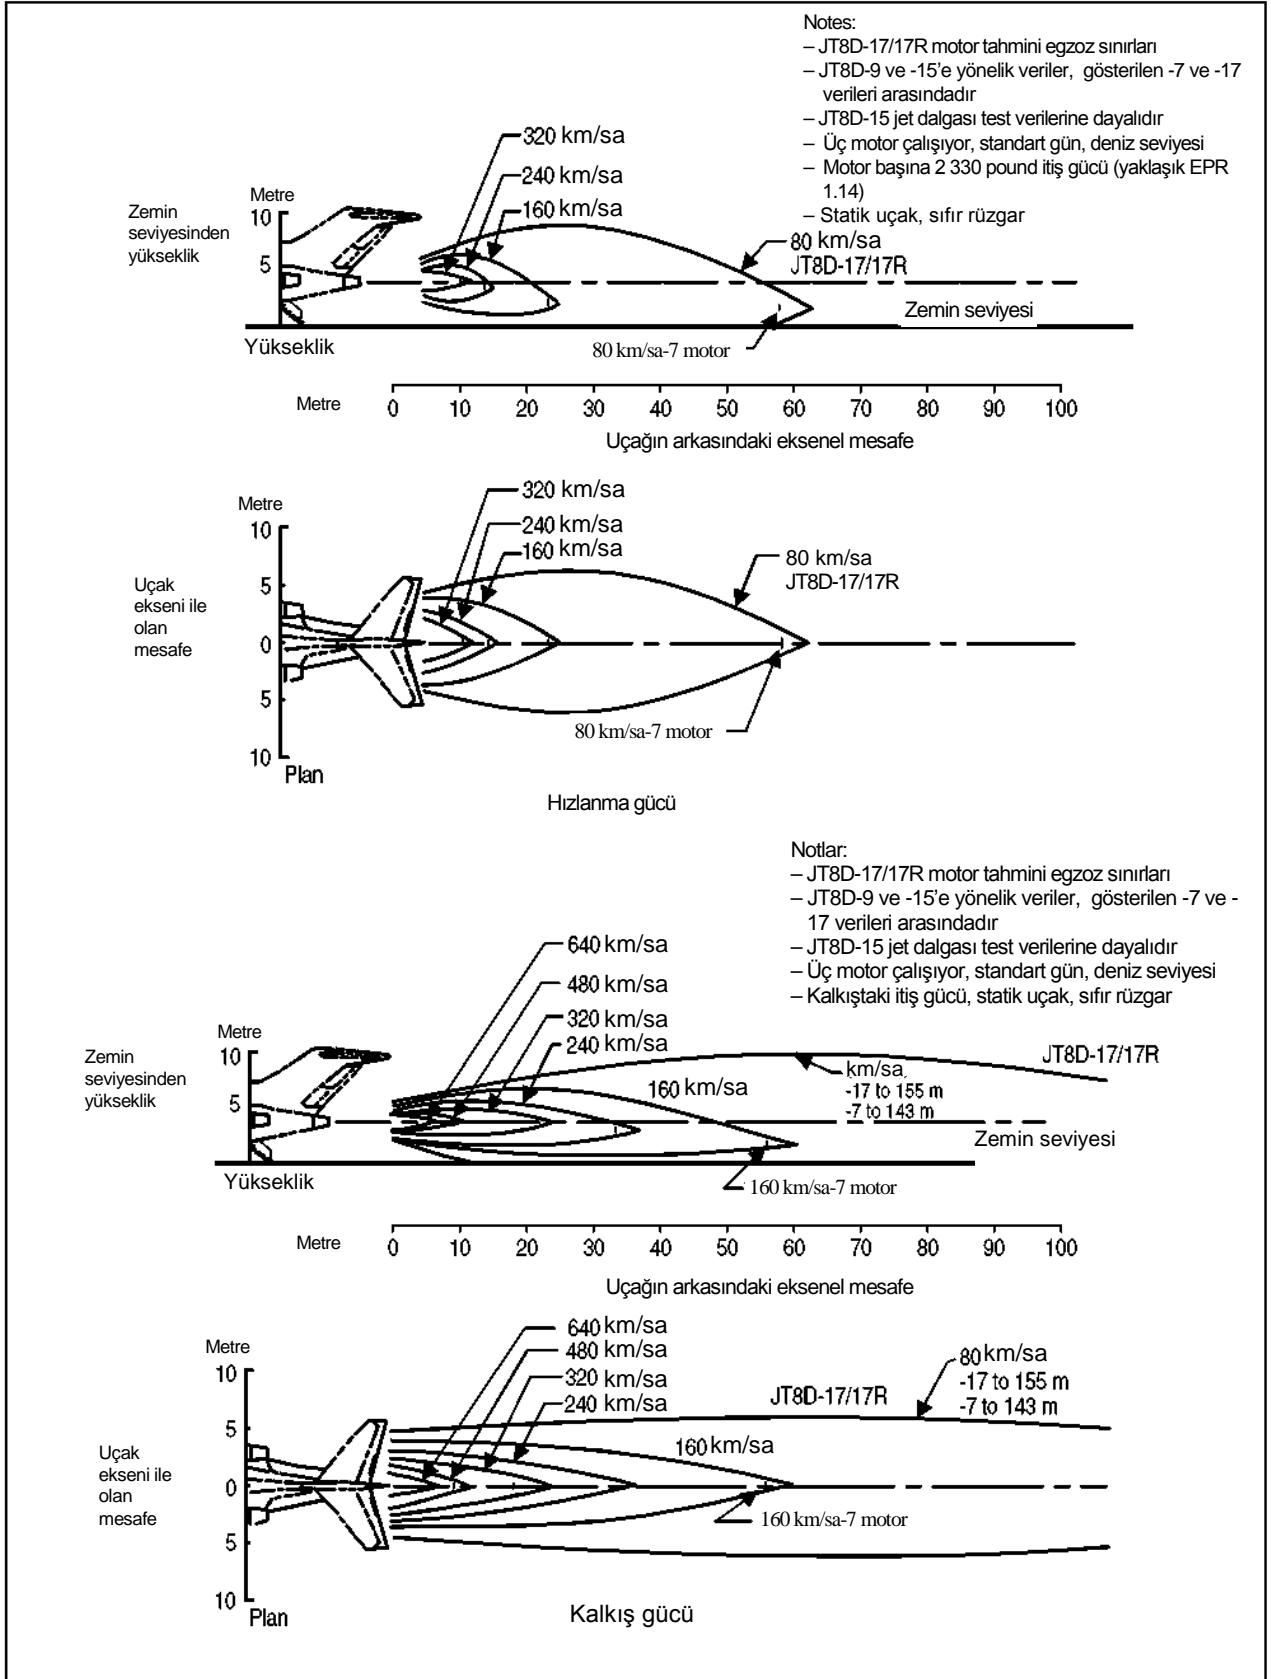 Notes:
– JT8D-17/17R motor tahmini egzoz sınırları
– JT8D-9 ve -15’e yönelik veriler, gösterilen -7 ve -17
verileri arasındadır
– JT8D-15 jet dalgası test verilerine dayalıdır
– Üç motor çalışıyor, standart gün, deniz seviyesi
– Motor başına 2 330 pound itiş gücü (yaklaşık EPR
1.14)
– Statik uçak, sıfır rüzgar
320 km/sa
240 km/sa
160 km/sa
80 km/sa
JT8D-17/17R
Metre
10
5
Zemin
seviyesinden
yükseklik
Zemin seviyesi
Yükseklik
80 km/sa-7 motor
Metre
0 10 20 30 40 50 60 70 80 90 100
Uçağın arkasındaki eksenel mesafe
320 km/sa
240 km/sa
160 km/sa
80 km/sa
JT8D-17/17R
Metre
10
5
0
5
10
Uçak
ekseni ile
olan
mesafe
80 km/sa-7 motor
Plan
Hızlanma gücü
Notlar:
– JT8D-17/17R motor tahmini egzoz sınırları
– JT8D-9 ve -15’e yönelik veriler, gösterilen -7 ve -
17 verileri arasındadır
– JT8D-15 jet dalgası test verilerine dayalıdır
– Üç motor çalışıyor, standart gün, deniz seviyesi
– Kalkıştaki itiş gücü, statik uçak, sıfır rüzgar
640 km/sa
480 km/sa
320 km/sa
240 km/sa
160 km/sa
JT8D-17/17R
km/sa,
-17 to 155 m
-7 to 143 m
Metre
10
5
Zemin
seviyesinden
yükseklik
Zemin seviyesi
Yükseklik
160 km/sa-7 motor
Metre
0 10 20 30 40 50 60 70 80 90 100
Uçağın arkasındaki eksenel mesafe
640 km/sa
480 km/sa
320 km/sa
240 km/sa
160 km/sa
JT8D-17/17R
80 km/sa
-17 to 155 m
-7 to 143 m
Metre
10
5
0
5
10
Uçak
ekseni ile
olan
mesafe
160 km/sa-7 motor
Plan
Kalkış gücü